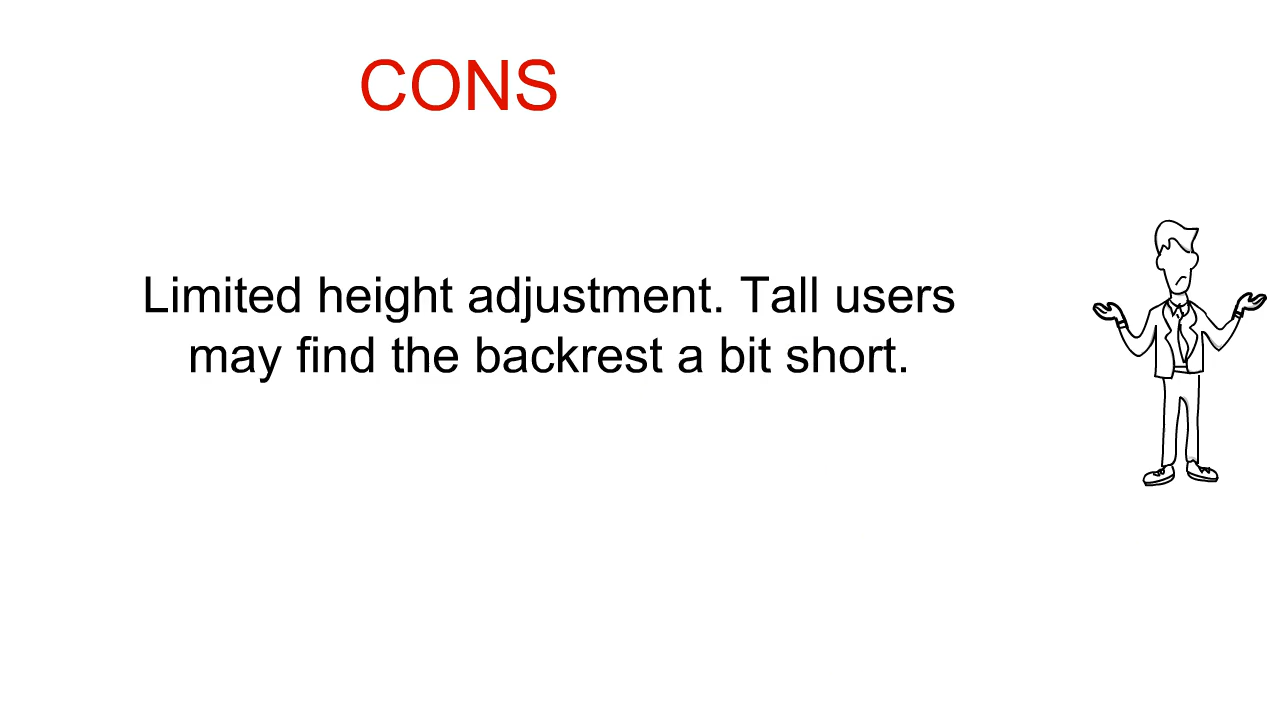 CONS
Limited height adjustment. Tall users
may find the backrest a bit short.